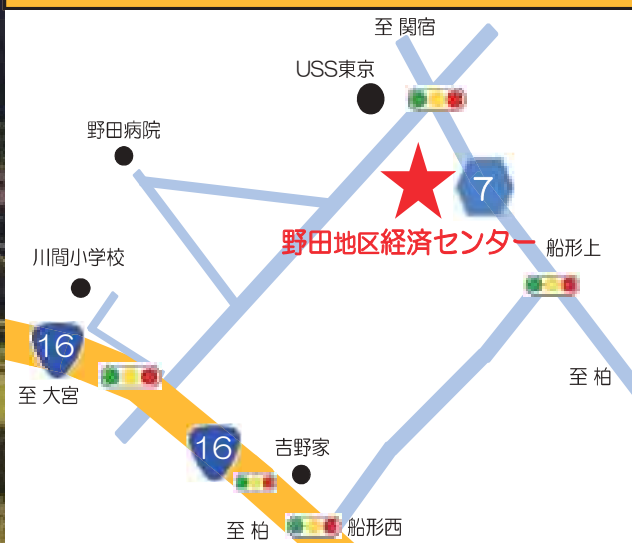 至 関宿
USS東京
野田病院
7
野田地区経済センター
船形上
川間小学校
16
至 大宮
至 柏
16
吉野家
至 柏
船形西